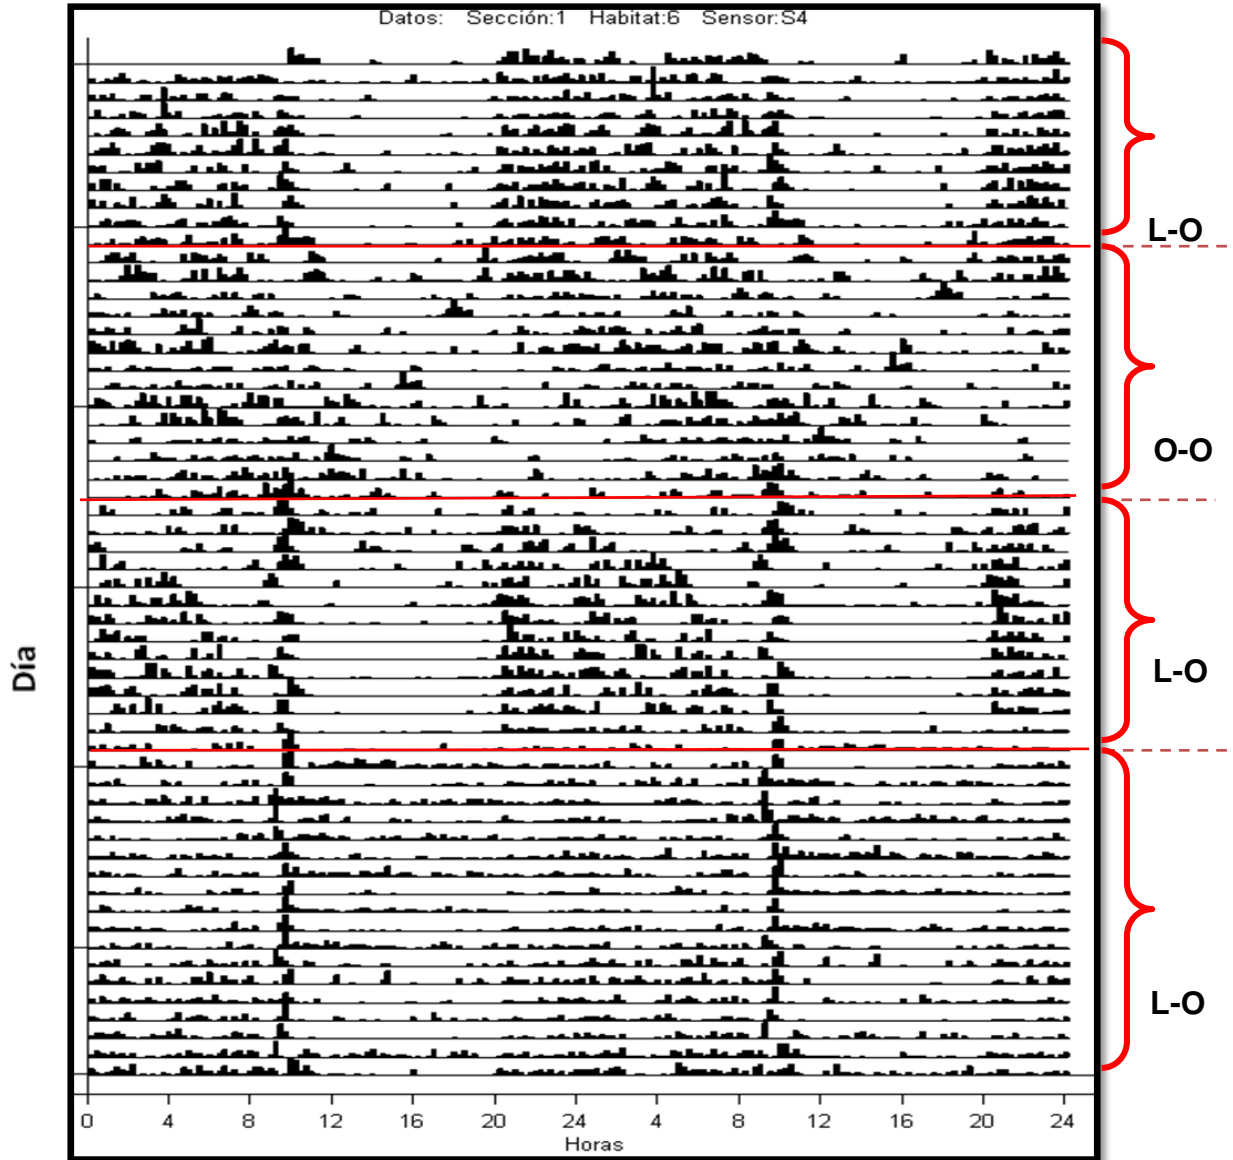 Datos: Sección:1 Habitat:6 Sensor:S4
L-O
O-O
L-O
L-O
Día
0 4 8 12 16 20 24 4 8 12 16 20 24
Horas